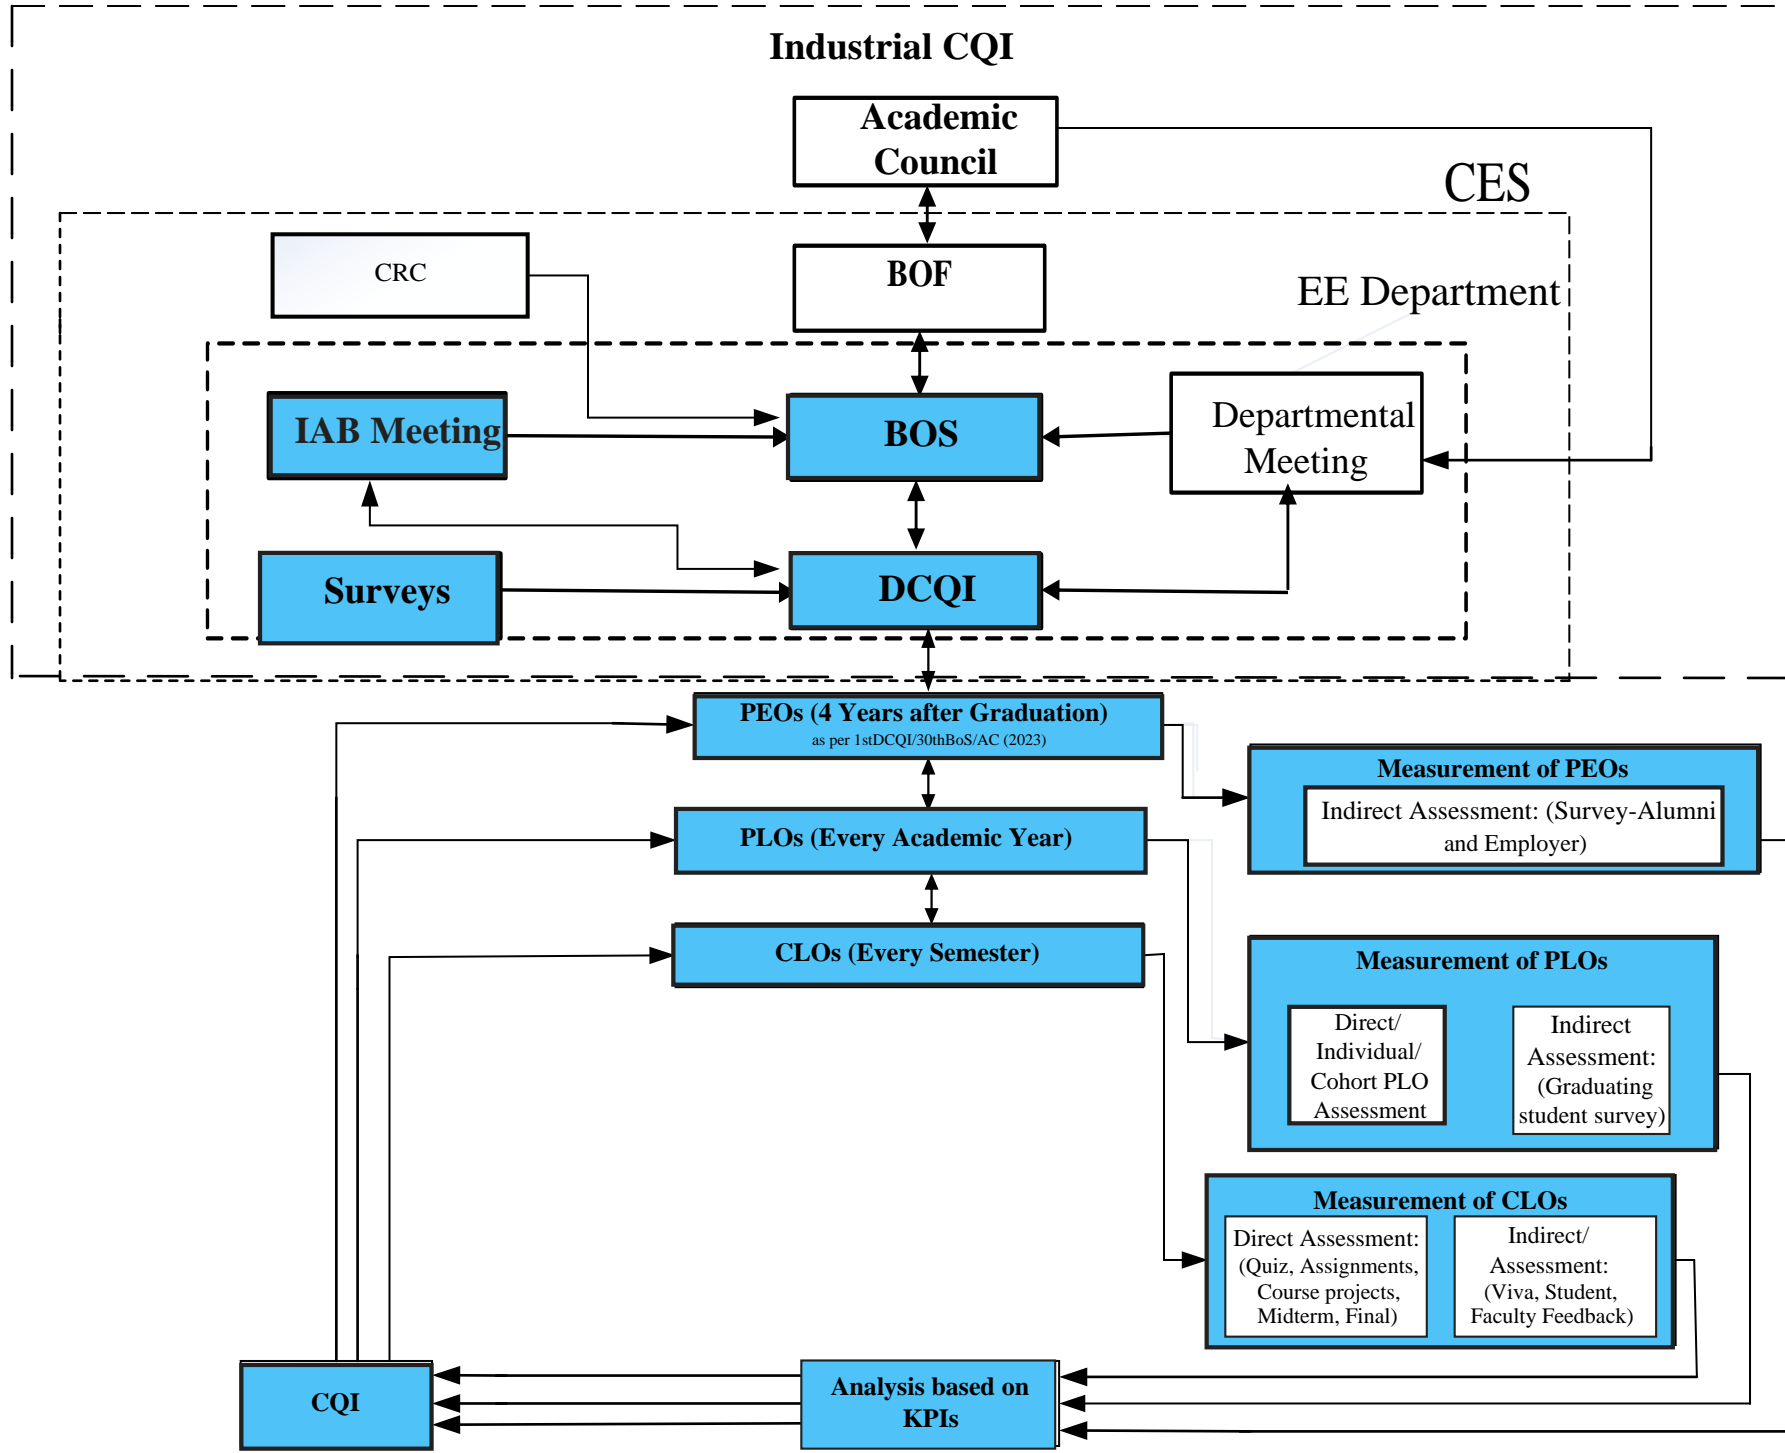 Industrial CQI
Academic
Council
CES
CRC
BOF
EE Department
IAB Meeting
BOS
Departmental
Meeting
Surveys
DCQI
PEOs (4 Years after Graduation)
as per 1stDCQI/30thBoS/AC (2023)
Measurement of PEOs
Indirect Assessment: (Survey-Alumni
and Employer)
PLOs (Every Academic Year)
CLOs (Every Semester)
Measurement of PLOs
Direct/
Individual/
Cohort PLO
Assessment
Indirect
Assessment:
(Graduating
student survey)
Measurement of CLOs
Direct Assessment:
(Quiz, Assignments,
Course projects,
Midterm, Final)
Indirect/
Assessment:
(Viva, Student,
Faculty Feedback)
CQI
Analysis based on
KPIs